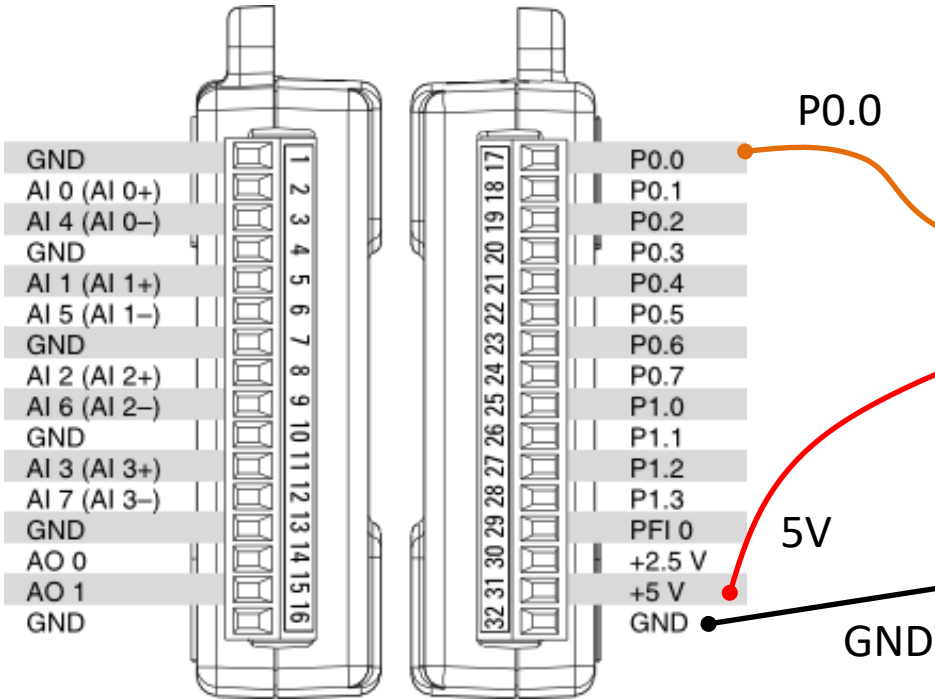 GND
AI 0 (AI 0+)
AI 4 (AI 0–)
GND
AI 1 (AI 1+)
AI 5 (AI 1–)
GND
AI 2 (AI 2+)
AI 6 (AI 2–)
GND
AI 3 (AI 3+)
AI 7 (AI 3–)
GND
AO 0
AO 1
GND
1
2
3
4
5
6
7
8
9
10
11
12
13
14
15
16
17
18
19
20
21
22
23
24
25
26
27
28
29
30
31
32
P0.0
P0.1
P0.2
P0.3
P0.4
P0.5
P0.6
P0.7
P1.0
P1.1
P1.2
P1.3
PFI 0
+2.5 V
+5 V
GND
P0.0
5V
GND